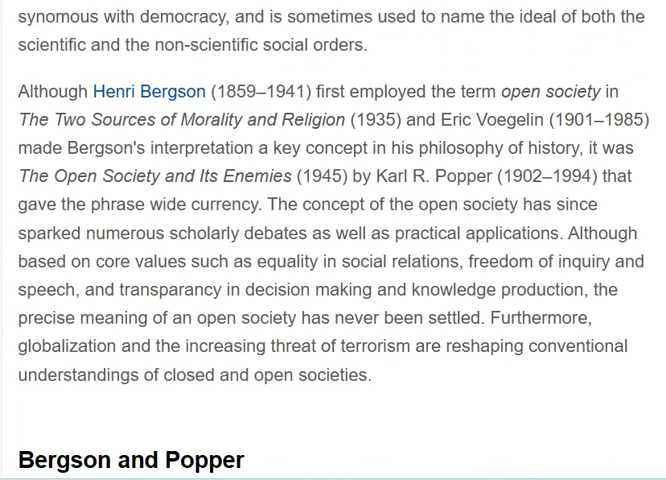 synomous with democracy, and is sometimes used to name the ideal of both the
scientific and the non-scientific social orders.
Although Henri Bergson (1859–1941) first employed the term open society in
The Two Sources of Morality and Religion (1935) and Eric Voegelin (1901–1985)
made Bergson's interpretation a key concept in his philosophy of history, it was
The Open Society and Its Enemies (1945) by Karl R. Popper (1902–1994) that
gave the phrase wide currency. The concept of the open society has since
sparked numerous scholarly debates as well as practical applications. Although
based on core values such as equality in social relations, freedom of inquiry and
speech, and transparancy in decision making and knowledge production, the
precise meaning of an open society has never been settled. Furthermore,
globalization and the increasing threat of terrorism are reshaping conventional
understandings of closed and open societies.
Bergson and Popper